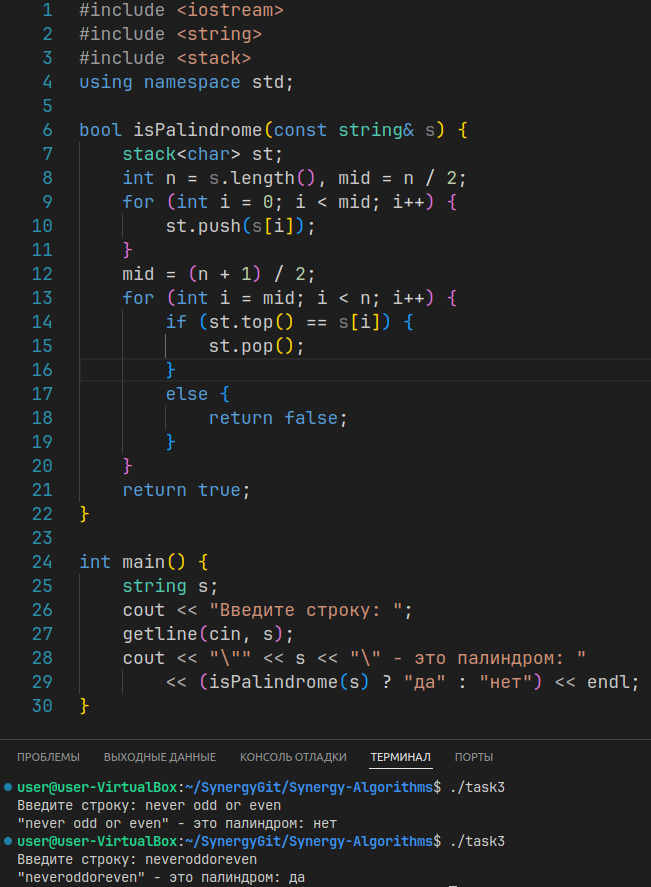 1 #include <iostream>
2 #include <string>
3 #include <stack>
4 using namespace std;
5
6 bool isPalindrome(const string& s) {
7     stack<char> st;
8     int n = s.length(), mid = n / 2;
9     for (int i = 0; i < mid; i++) {
10         st.push(s[i]);
11     }
12     mid = (n + 1) / 2;
13     for (int i = mid; i < n; i++) {
14         if (st.top() == s[i]) {
15             st.pop();
16         }
17         else {
18             return false;
19         }
20     }
21     return true;
22 }
23
24 int main() {
25     string s;
26     cout << "Введите строку: ";
27     getline(cin, s);
28     cout << "\"" << s << "\" - это палиндром: "
29         << (isPalindrome(s) ? "да" : "нет") << endl;
30 }
ПРОБЛЕМЫ ВЫХОДНЫЕ ДАННЫЕ КОНСОЛЬ ОТЛАДКИ ТЕРМИНАЛ ПОРТЫ
user@user-VirtualBox:~/SynergyGit/Synergy-Algorithms$ ./task3
Введите строку: never odd or even
"never odd or even" - это палиндром: нет
user@user-VirtualBox:~/SynergyGit/Synergy-Algorithms$ ./task3
Введите строку: neveroddoreven
"neveroddoreven" - это палиндром: да